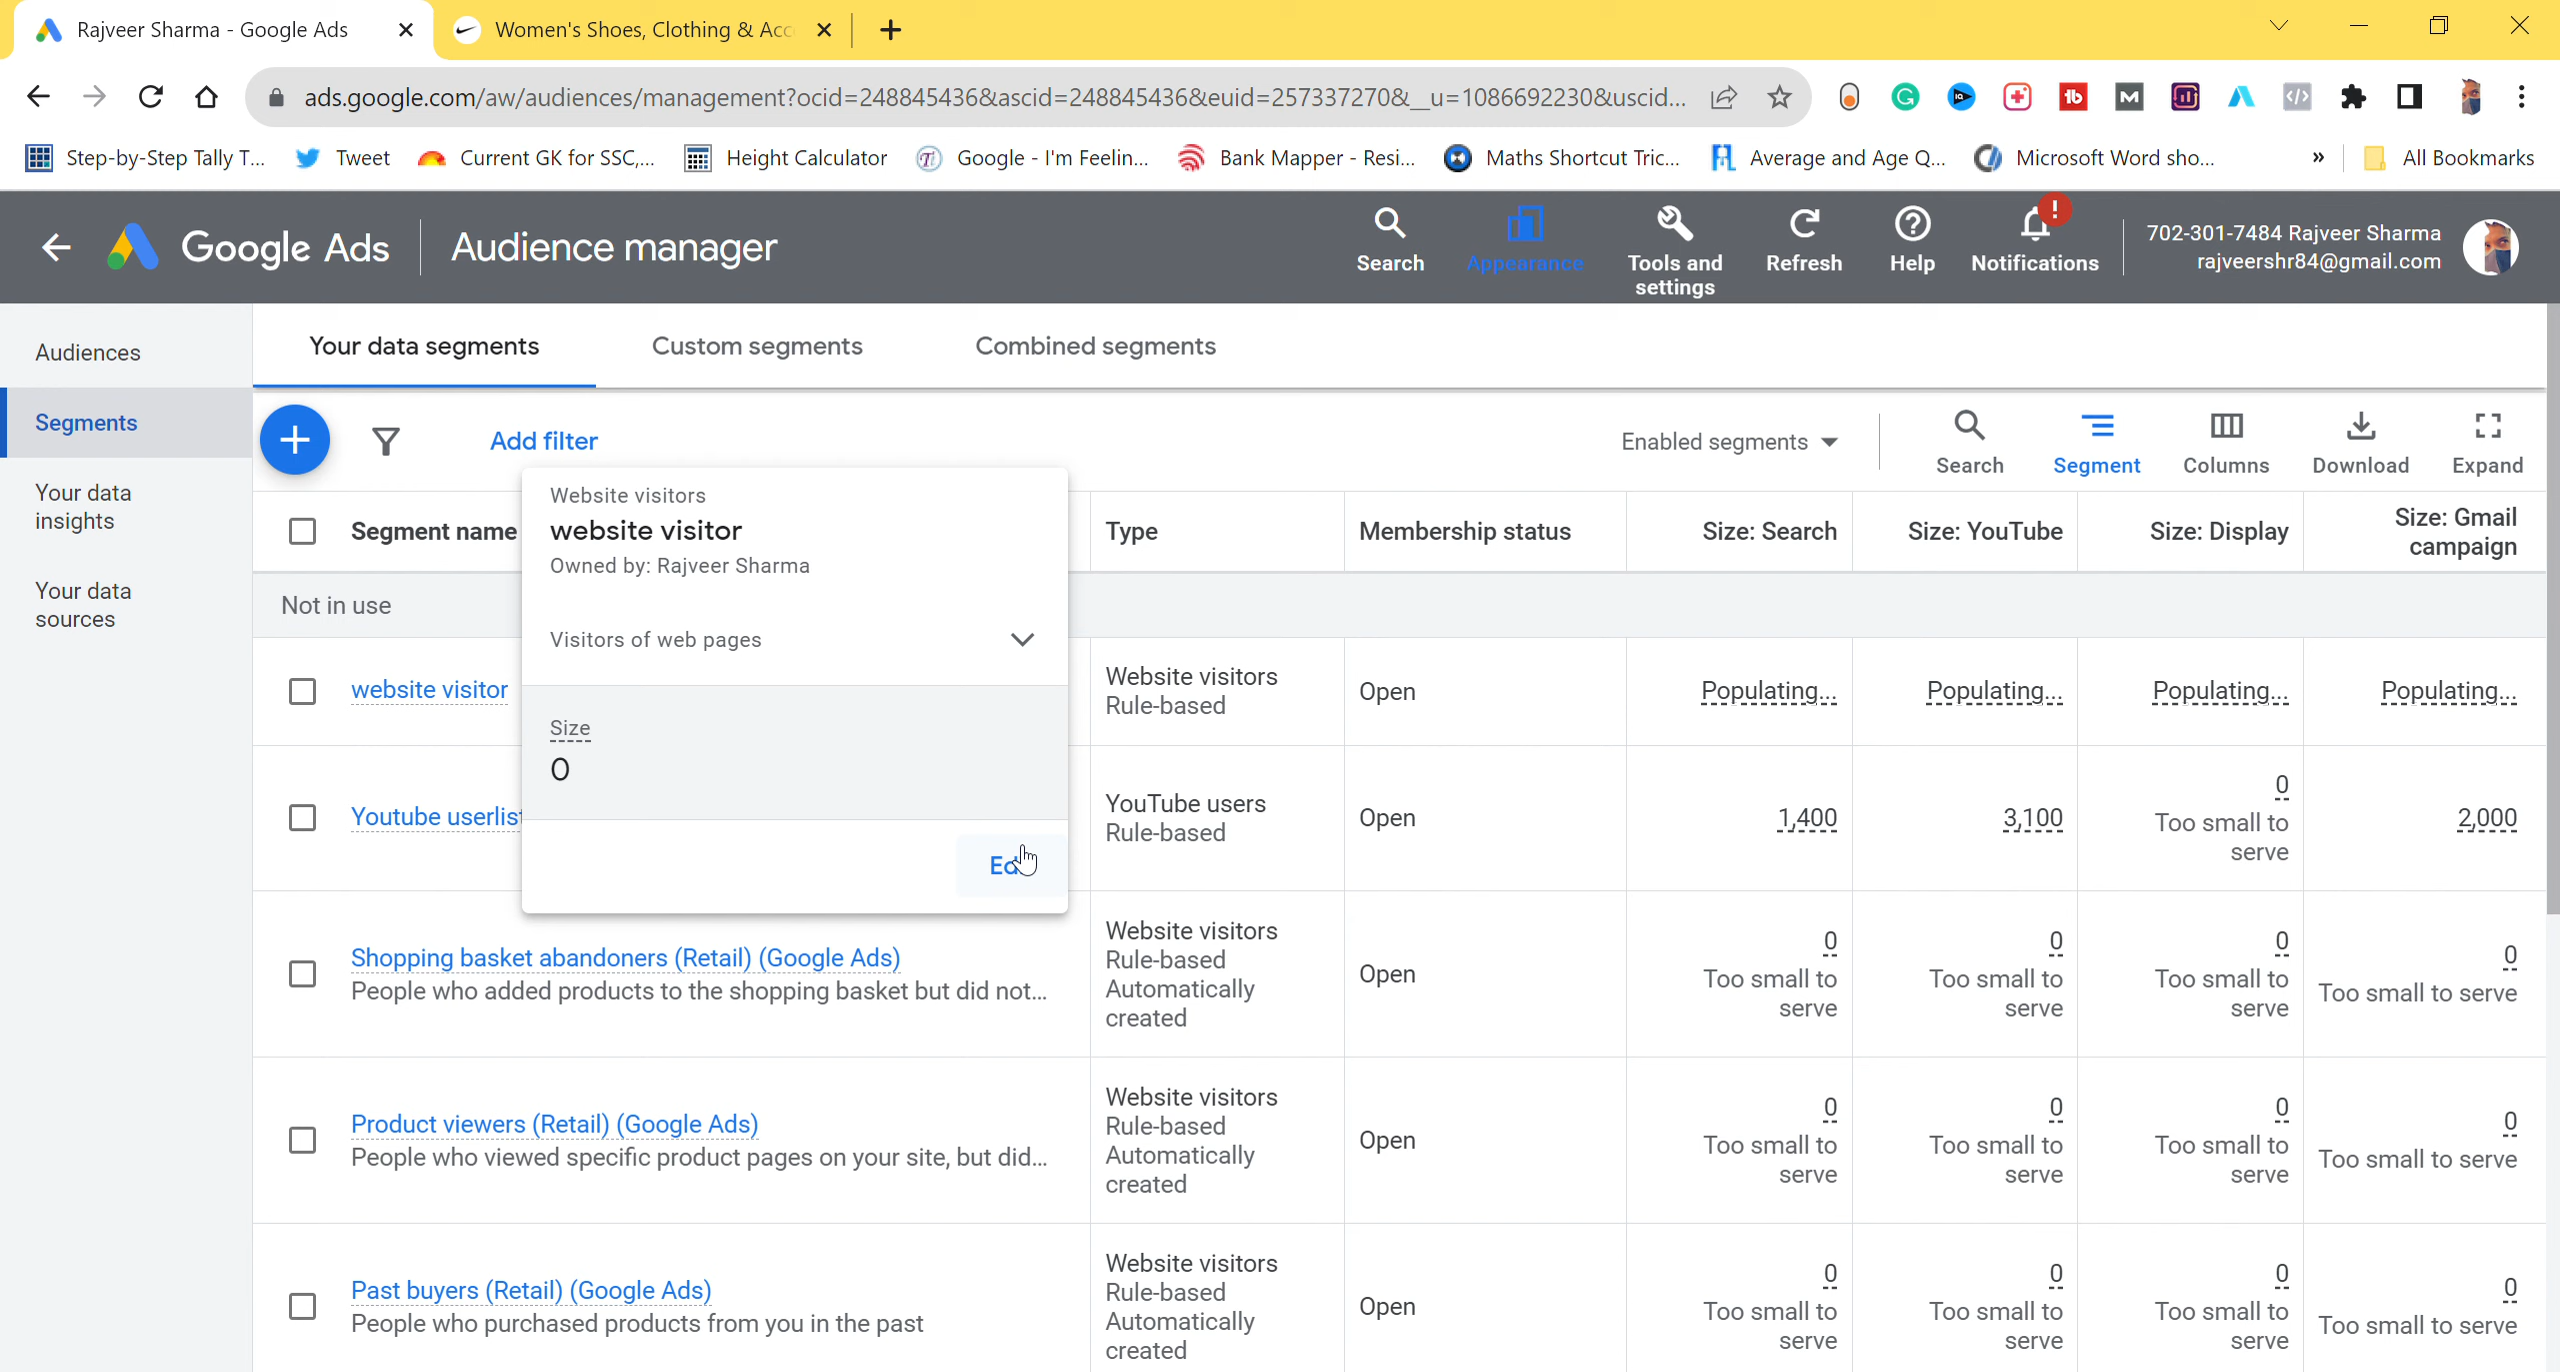 Rajveer Sharma - Google Ads
Women's Shoes, Clothing & Acc
ads.google.com/aw/audiences/management?ocid=248845436&ascid=248845436&euid=257337270&__u=1086692230&uscid...
Step-by-Step Tally T...
Tweet
Current GK for SSC,...
Height Calculator
Google - I'm Feelin...
Bank Mapper - Resi...
Maths Shortcut Tric...
Average and Age Q...
Microsoft Word sho...
»
All Bookmarks
Google Ads
Audience manager
Search
Appearance
Tools and
settings
Refresh
Help
Notifications
702-301-7484 Rajveer Sharma
rajveershr84@gmail.com
Audiences
Segments
Your data
insights
Your data
sources
Your data segments
Custom segments
Combined segments
Add filter
Enabled segments
Search
Segment
Columns
Download
Expand
Segment name
Type
Membership status
Size: Search
Size: YouTube
Size: Display
Size: Gmail
campaign
Website visitors
website visitor
Owned by: Rajveer Sharma
Visitors of web pages
Size
0
Not in use
website visitor
Website visitors
Rule-based
Open
Populating...
Populating...
Populating...
Populating...
Youtube userlist
YouTube users
Rule-based
Open
1,400
3,100
0
Too small to
serve
2,000
Shopping basket abandoners (Retail) (Google Ads)
People who added products to the shopping basket but did not...
Website visitors
Rule-based
Automatically
created
Open
0
Too small to
serve
0
Too small to
serve
0
Too small to
serve
0
Too small to serve
Product viewers (Retail) (Google Ads)
People who viewed specific product pages on your site, but did...
Website visitors
Rule-based
Automatically
created
Open
0
Too small to
serve
0
Too small to
serve
0
Too small to
serve
0
Too small to serve
Past buyers (Retail) (Google Ads)
People who purchased products from you in the past
Website visitors
Rule-based
Automatically
created
Open
0
Too small to
serve
0
Too small to
serve
0
Too small to
serve
0
Too small to serve